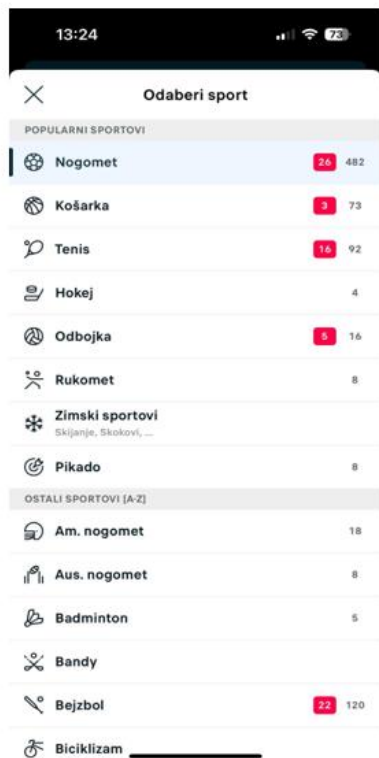 13:24
73
Odaberi sport
POPULARNI SPORTOVI
Nogomet 26 482
Košarka 3 73
Tenis 16 92
Hokej 4
Odbojka 5 16
Rukomet 8
Zimski sportovi
Skijanje, Skokovi, ...
Pikado 8
OSTALI SPORTOVI [A-Z]
Am. nogomet 18
Aus. nogomet 8
Badminton 5
Bandy
Bejzbol 22 120
Biciklizam